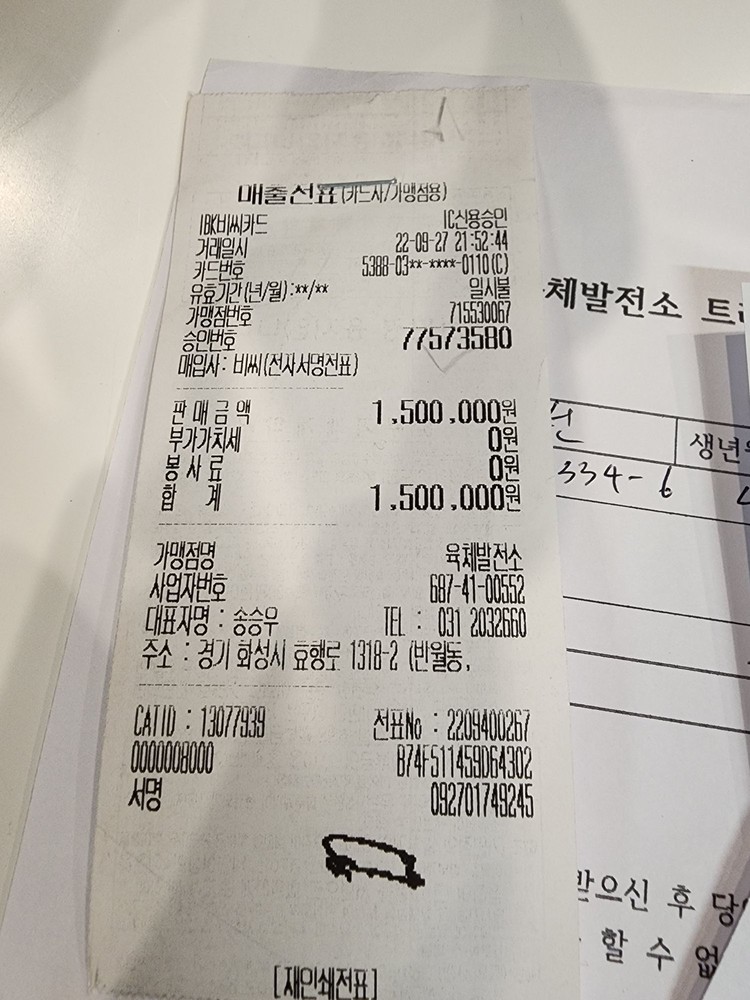 매출전표(카드사/가맹점용)
IBK비씨카드 IC신용승인
거래일시 22-09-27 21:52:44
카드번호 5388-03**-****-0110(C)
유효기간(년/월):**/** 일시불
가맹점번호 715530067
승인번호 77573580
매입사: 비씨(전자서명전표)
판매금액 1,500,000원
부가가치세 0원
봉사료 0원
합 계 1,500,000원
가맹점명 육체발전소
사업자번호 687-41-00552
대표자명 : 송승우 TEL : 031 2032660
주소 : 경기 화성시 효행로 1318-2 (반월동,
CATID : 13077939 전표No : 2209400267
0000008000 B74F511459D64302
서명 092701749245
[재인쇄전표]
체발전소 트
생년
334-6
받으신 후 당
할 수 없